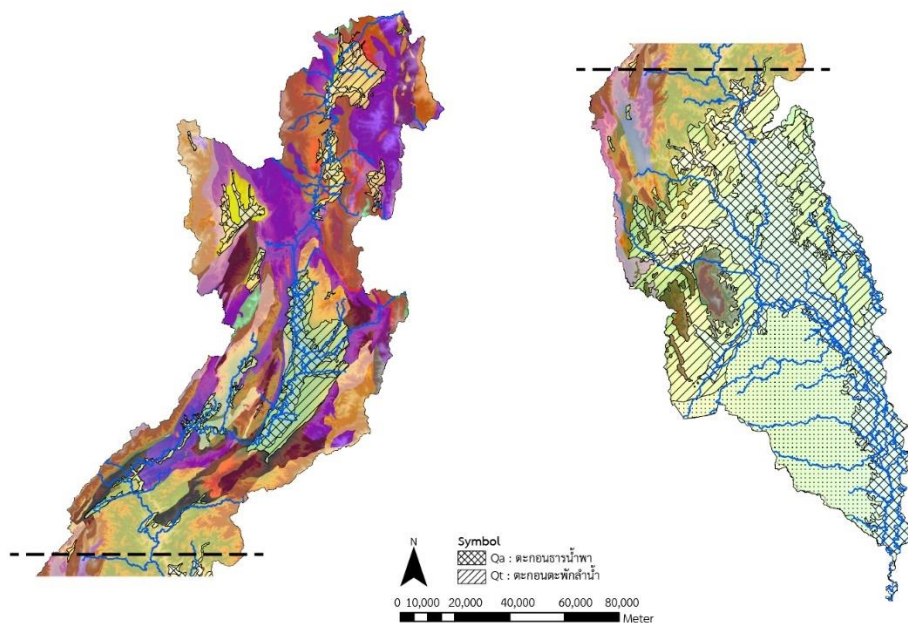 N
Symbol
Qa : ตะกอนธารน้ำพา
Qt : ตะกอนตะพักลำน้ำ
0 10,000 20,000 40,000 60,000 80,000
Meter